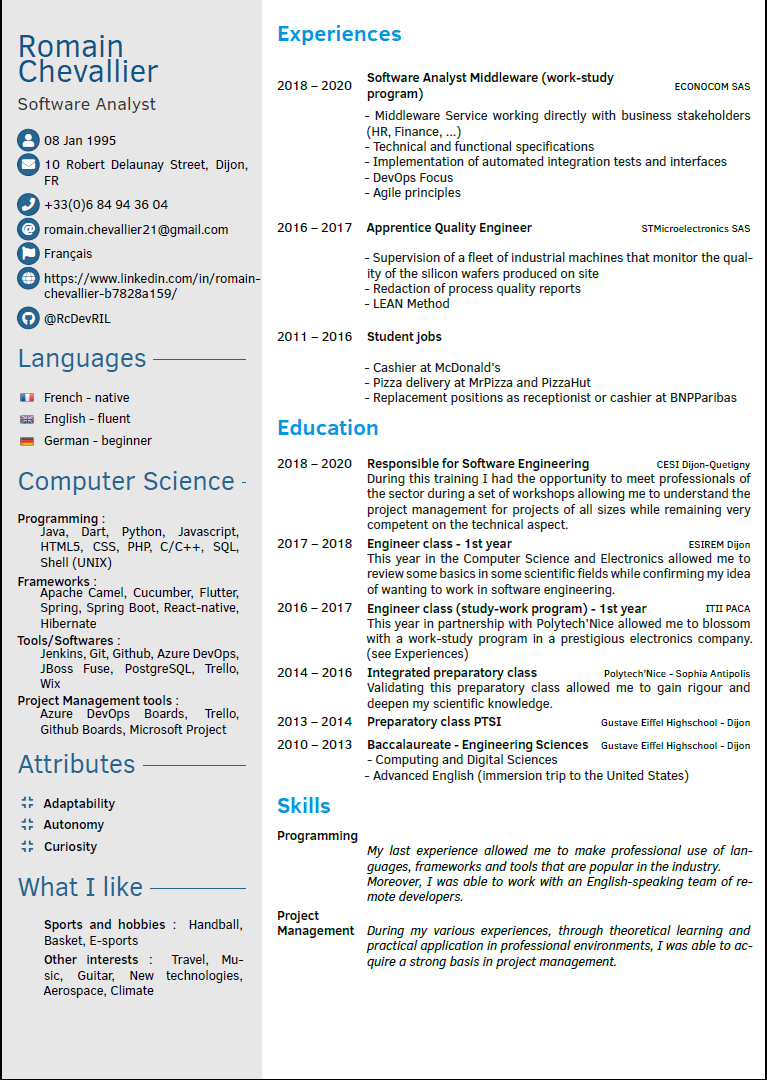 Romain
Chevallier
Software Analyst
08 Jan 1995
10 Robert Delaunay Street, Dijon,
FR
+33(0)6 84 94 36 04
romain.chevallier21@gmail.com
Français
https://www.linkedin.com/in/romain-
chevallier-b7828a159/
@RcDevRIL
Languages
French - native
English - fluent
German - beginner
Computer Science
Programming :
Java, Dart, Python, Javascript,
HTML5, CSS, PHP, C/C++, SQL,
Shell (UNIX)
Frameworks :
Apache Camel, Cucumber, Flutter,
Spring, Spring Boot, React-native,
Hibernate
Tools/Softwares :
Jenkins, Git, Github, Azure DevOps,
JBoss Fuse, PostgreSQL, Trello,
Wix
Project Management tools :
Azure DevOps Boards, Trello,
Github Boards, Microsoft Project
Attributes
Adaptability
Autonomy
Curiosity
What I like
Sports and hobbies : Handball,
Basket, E-sports
Other interests : Travel, Mu-
sic, Guitar, New technologies,
Aerospace, Climate
Experiences
2018 – 2020 Software Analyst Middleware (work-study
program) ECONOCOM SAS
- Middleware Service working directly with business stakeholders
(HR, Finance, ...)
- Technical and functional specifications
- Implementation of automated integration tests and interfaces
- DevOps Focus
- Agile principles
2016 – 2017 Apprentice Quality Engineer STMicroelectronics SAS
- Supervision of a fleet of industrial machines that monitor the qual-
ity of the silicon wafers produced on site
- Redaction of process quality reports
- LEAN Method
2011 – 2016 Student jobs
- Cashier at McDonald's
- Pizza delivery at MrPizza and PizzaHut
- Replacement positions as receptionist or cashier at BNPParibas
Education
2018 – 2020 Responsible for Software Engineering CESI Dijon-Quetigny
During this training I had the opportunity to meet professionals of
the sector during a set of workshops allowing me to understand the
project management for projects of all sizes while remaining very
competent on the technical aspect.
2017 – 2018 Engineer class - 1st year ESIREM Dijon
This year in the Computer Science and Electronics allowed me to
review some basics in some scientific fields while confirming my idea
of wanting to work in software engineering.
2016 – 2017 Engineer class (study-work program) - 1st year ITII PACA
This year in partnership with Polytech'Nice allowed me to blossom
with a work-study program in a prestigious electronics company.
(see Experiences)
2014 – 2016 Integrated preparatory class Polytech'Nice - Sophia Antipolis
Validating this preparatory class allowed me to gain rigour and
deepen my scientific knowledge.
2013 – 2014 Preparatory class PTSI Gustave Eiffel Highschool - Dijon
2010 – 2013 Baccalaureate - Engineering Sciences Gustave Eiffel Highschool - Dijon
- Computing and Digital Sciences
- Advanced English (immersion trip to the United States)
Skills
Programming
My last experience allowed me to make professional use of lan-
guages, frameworks and tools that are popular in the industry.
Moreover, I was able to work with an English-speaking team of re-
mote developers.
Project
Management During my various experiences, through theoretical learning and
practical application in professional environments, I was able to ac-
quire a strong basis in project management.